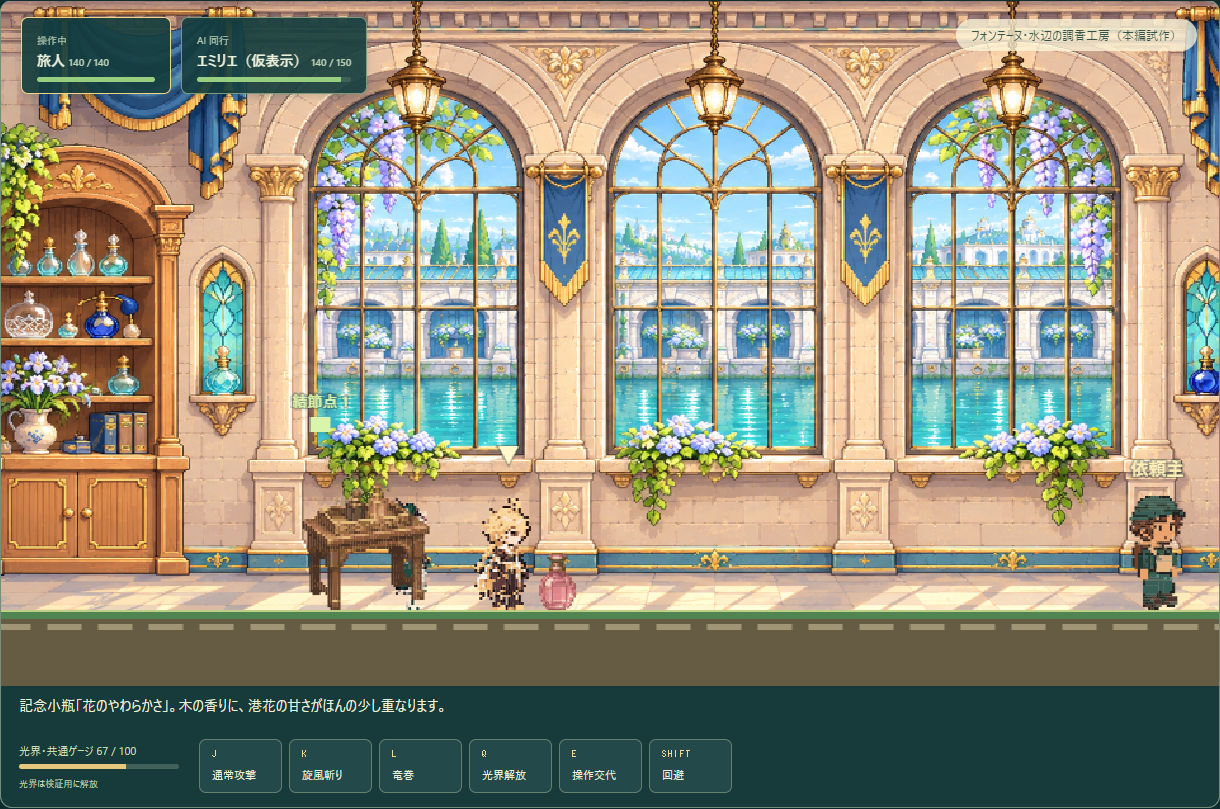 操作中
旅人 140 / 140
AI 同行
エミリエ（仮表示） 140 / 150
フォンテーヌ・水辺の調香工房（本編試作）
結節点 1
依頼主
記念小瓶「花のやわらかさ」。木の香りに、港花の甘さがほんの少し重なります。
光界・共通ゲージ 67 / 100
光界は検証用に解放
J
通常攻撃
K
旋風斬り
L
竜巻
Q
光界解放
E
操作交代
SHIFT
回避